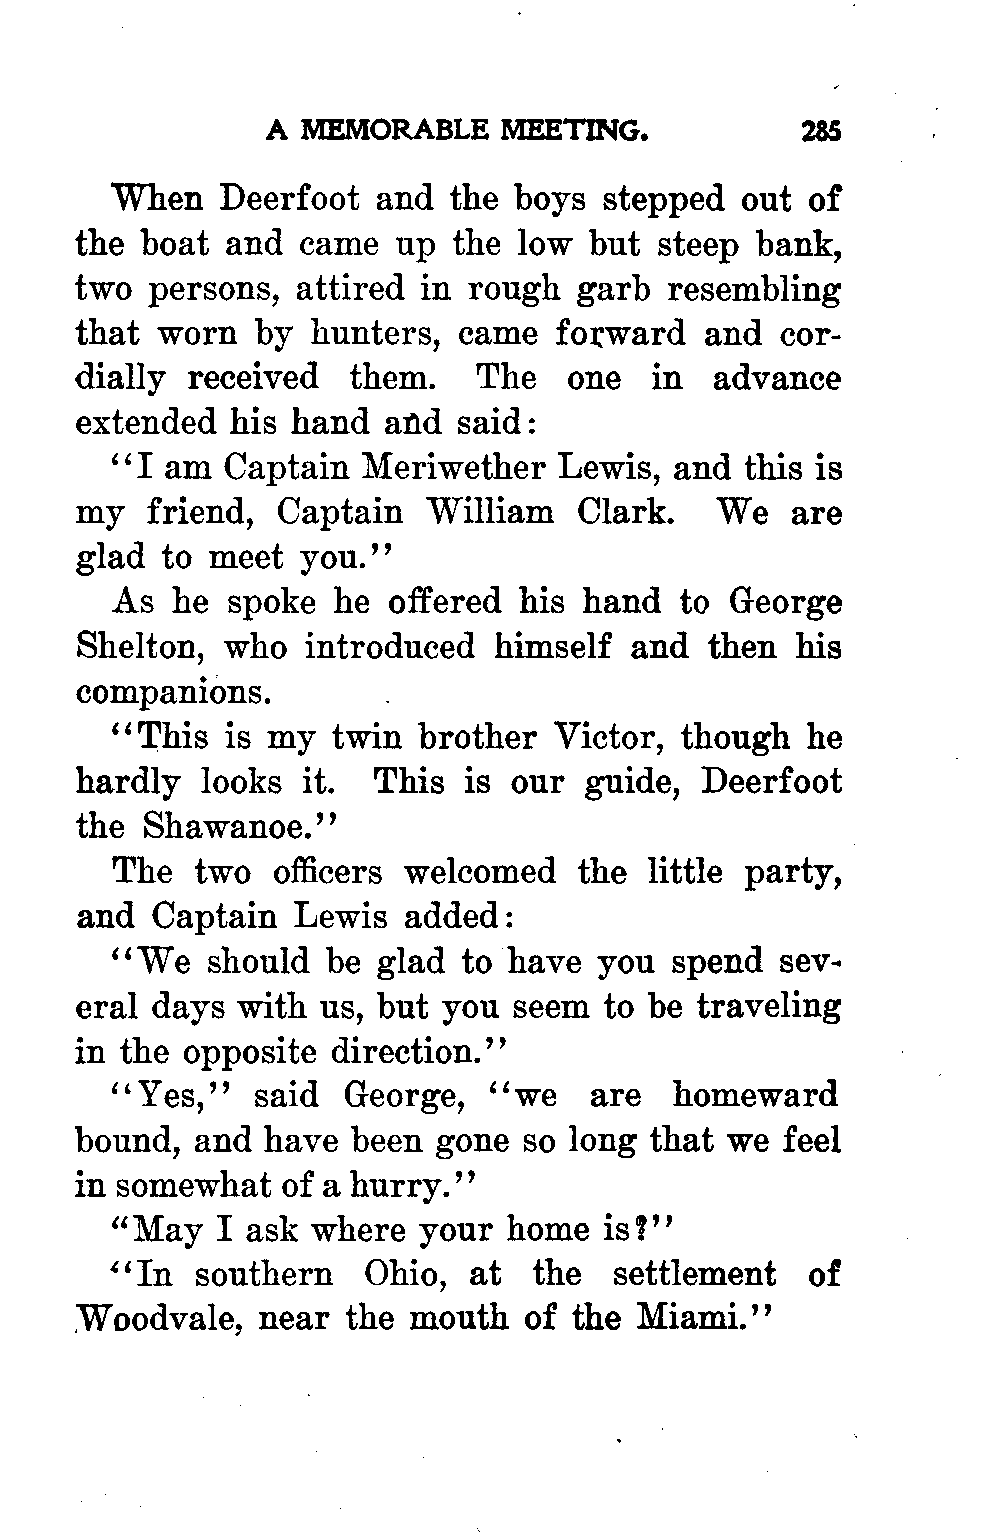 A MEMORABLE MEETING. 285
When Deerfoot and the boys stepped out of
the boat and came up the low but steep bank,
two persons, attired in rough garb resembling
that worn by hunters, came forward and cor-
dially received them. The one in advance
extended his hand and said:
"I am Captain Meriwether Lewis, and this is
my friend, Captain William Clark. We are
glad to meet you."
As he spoke he offered his hand to George
Shelton, who introduced himself and then his
companions.
"This is my twin brother Victor, though he
hardly looks it. This is our guide, Deerfoot
the Shawanoe."
The two officers welcomed the little party,
and Captain Lewis added:
"We should be glad to have you spend sev-
eral days with us, but you seem to be traveling
in the opposite direction."
"Yes," said George, "we are homeward
bound, and have been gone so long that we feel
in somewhat of a hurry."
"May I ask where your home is?"
"In southern Ohio, at the settlement of
Woodvale, near the mouth of the Miami."